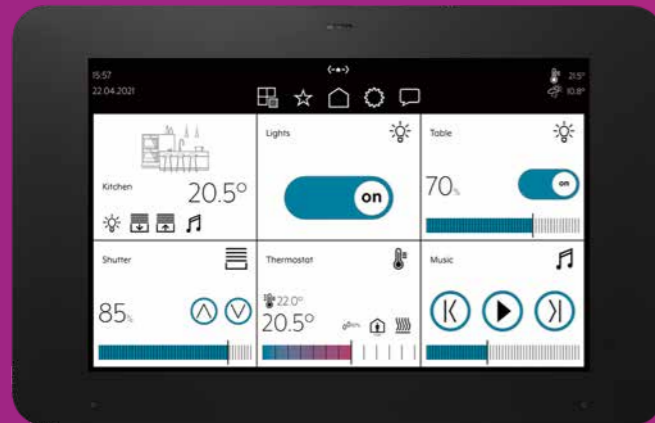 15:57
22.04.2021
21.5°
10.8°
Kitchen
20.5°
Lights
on
Table
70%
on
Shutter
85%
Thermostat
22.0°
20.5°
Music